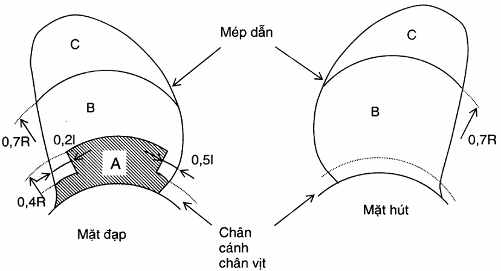 C
Mép dẫn
C
B
B
0,7R
0,2l
0,7R
A
0,5l
0,4R
Chân
cánh
chân vịt
Mặt đạp
Mặt hút